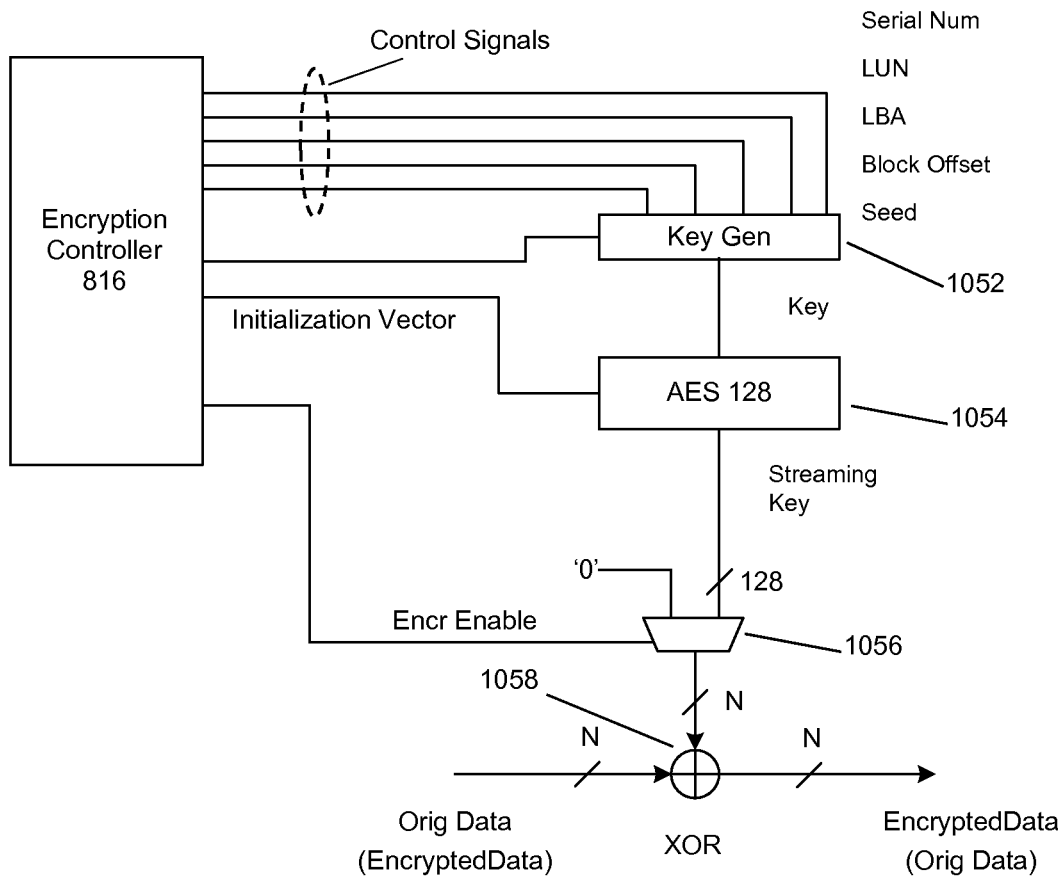 Serial Num
Control Signals
LUN
LBA
Block Offset
Seed
Encryption
Controller
816
Key Gen
1052
Key
Initialization Vector
AES 128
1054
Streaming
Key
‘0’
128
Encr Enable
1056
1058
N
N
N
Orig Data
(EncryptedData)
XOR
EncryptedData
(Orig Data)